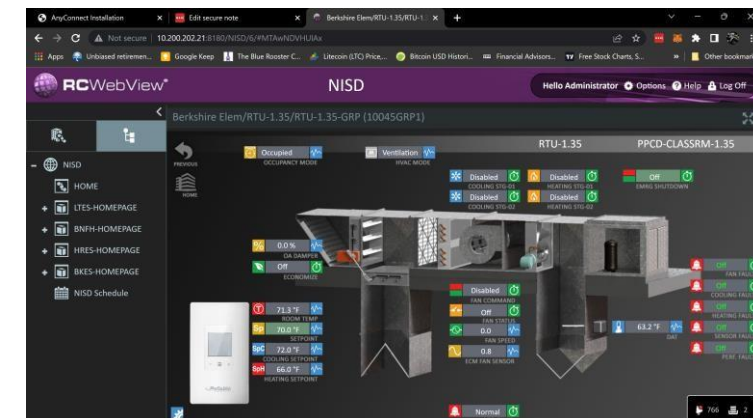 AnyConnect Installation
Edit secure note
Berkshire Elem/RTU-1.35/RTU-1.
Not secure
10.200.202.21:8180/NISD/6/#MTAwNDVHUlAx
Apps
Unbiased retiremen...
Google Keep
The Blue Rooster C...
Litecoin (LTC) Price,...
Bitcoin USD Histori...
Financial Advisors...
Free Stock Charts, S...
Other bookmar
RCWebView
NISD
Hello Administrator
Options
Help
Log Off
Berkshire Elem/RTU-1.35/RTU-1.35-GRP (10045GRP1)
NISD
HOME
LTES-HOMEPAGE
BNFH-HOMEPAGE
HRES-HOMEPAGE
BKES-HOMEPAGE
NISD Schedule
PREVIOUS
HOME
Occupied
OCCUPANCY MODE
Ventilation
HVAC MODE
RTU-1.35
PPCD-CLASSRM-1.35
Disabled
COOLING STG-01
Disabled
HEATING STG-01
Off
EMRG SHUTDOWN
Disabled
COOLING STG-02
Disabled
HEATING STG-02
0.0 %
OA DAMPER
Off
ECONOMIZE
Disabled
FAN COMMAND
Off
FAN STATUS
0.0
FAN SPEED
0.8
ECM FAN SENSOR
71.3 °F
ROOM TEMP
Sp
70.0 °F
SETPOINT
SpC
72.0 °F
COOLING SETPOINT
SpH
66.0 °F
HEATING SETPOINT
T
63.2 °F
DAT
Off
FAN FAUL
Off
COOLING FAUL
Off
HEATING FAUL
Off
SENSOR FAUL
Off
PERF. FAUL
Normal
766
2